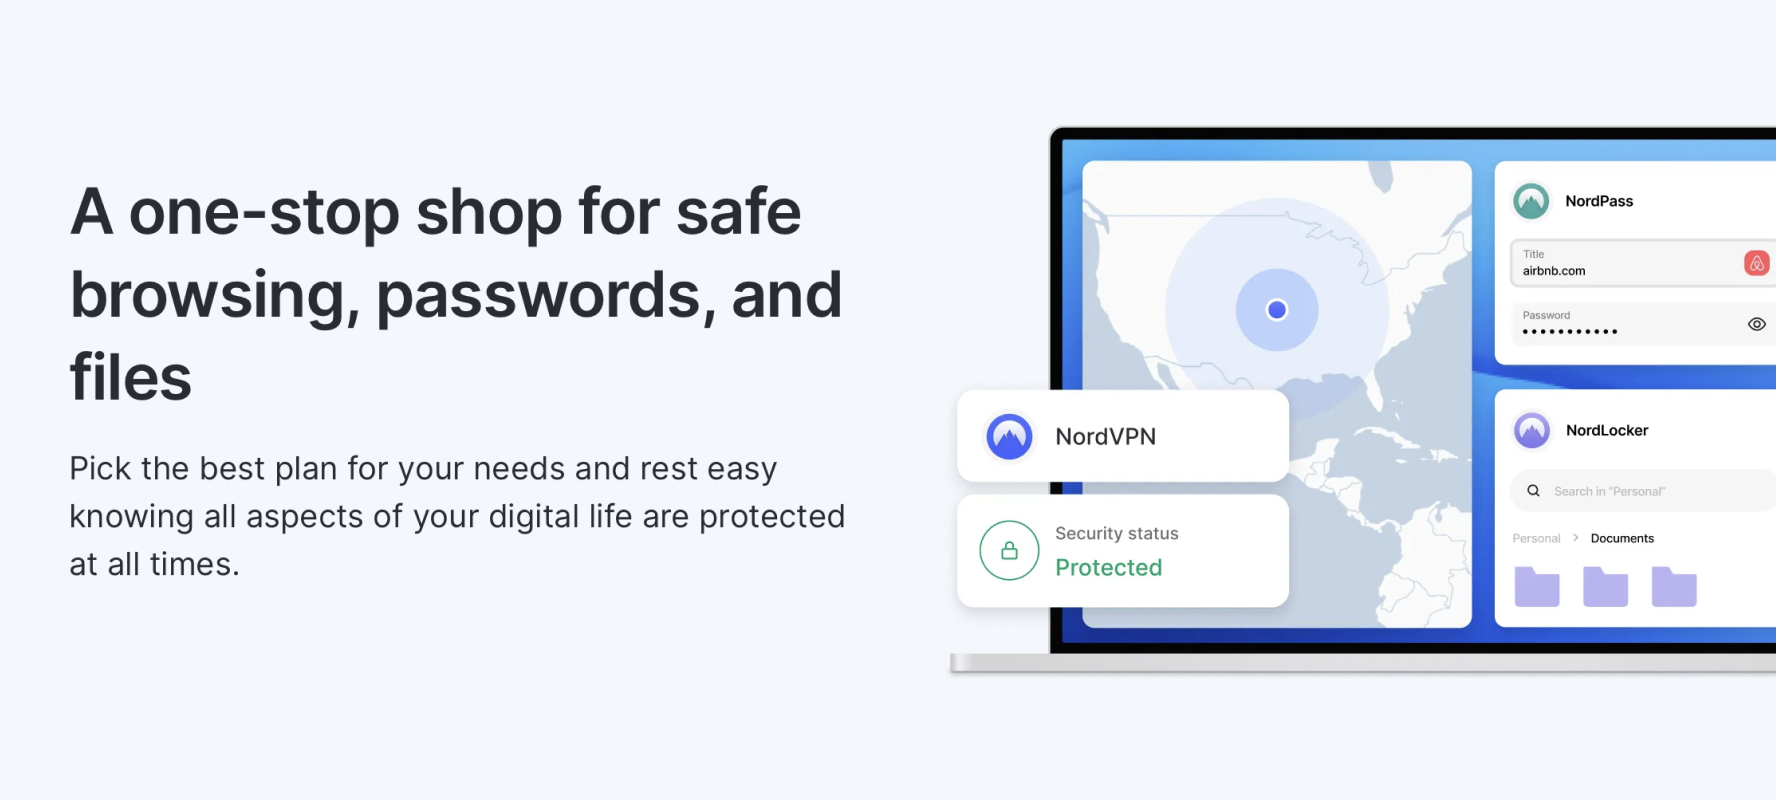 A one-stop shop for safe
browsing, passwords, and
files
Pick the best plan for your needs and rest easy
knowing all aspects of your digital life are protected
at all times.
NordVPN
Security status
Protected
NordPass
Title
airbnb.com
Password
NordLocker
Search in "Personal"
Personal > Documents